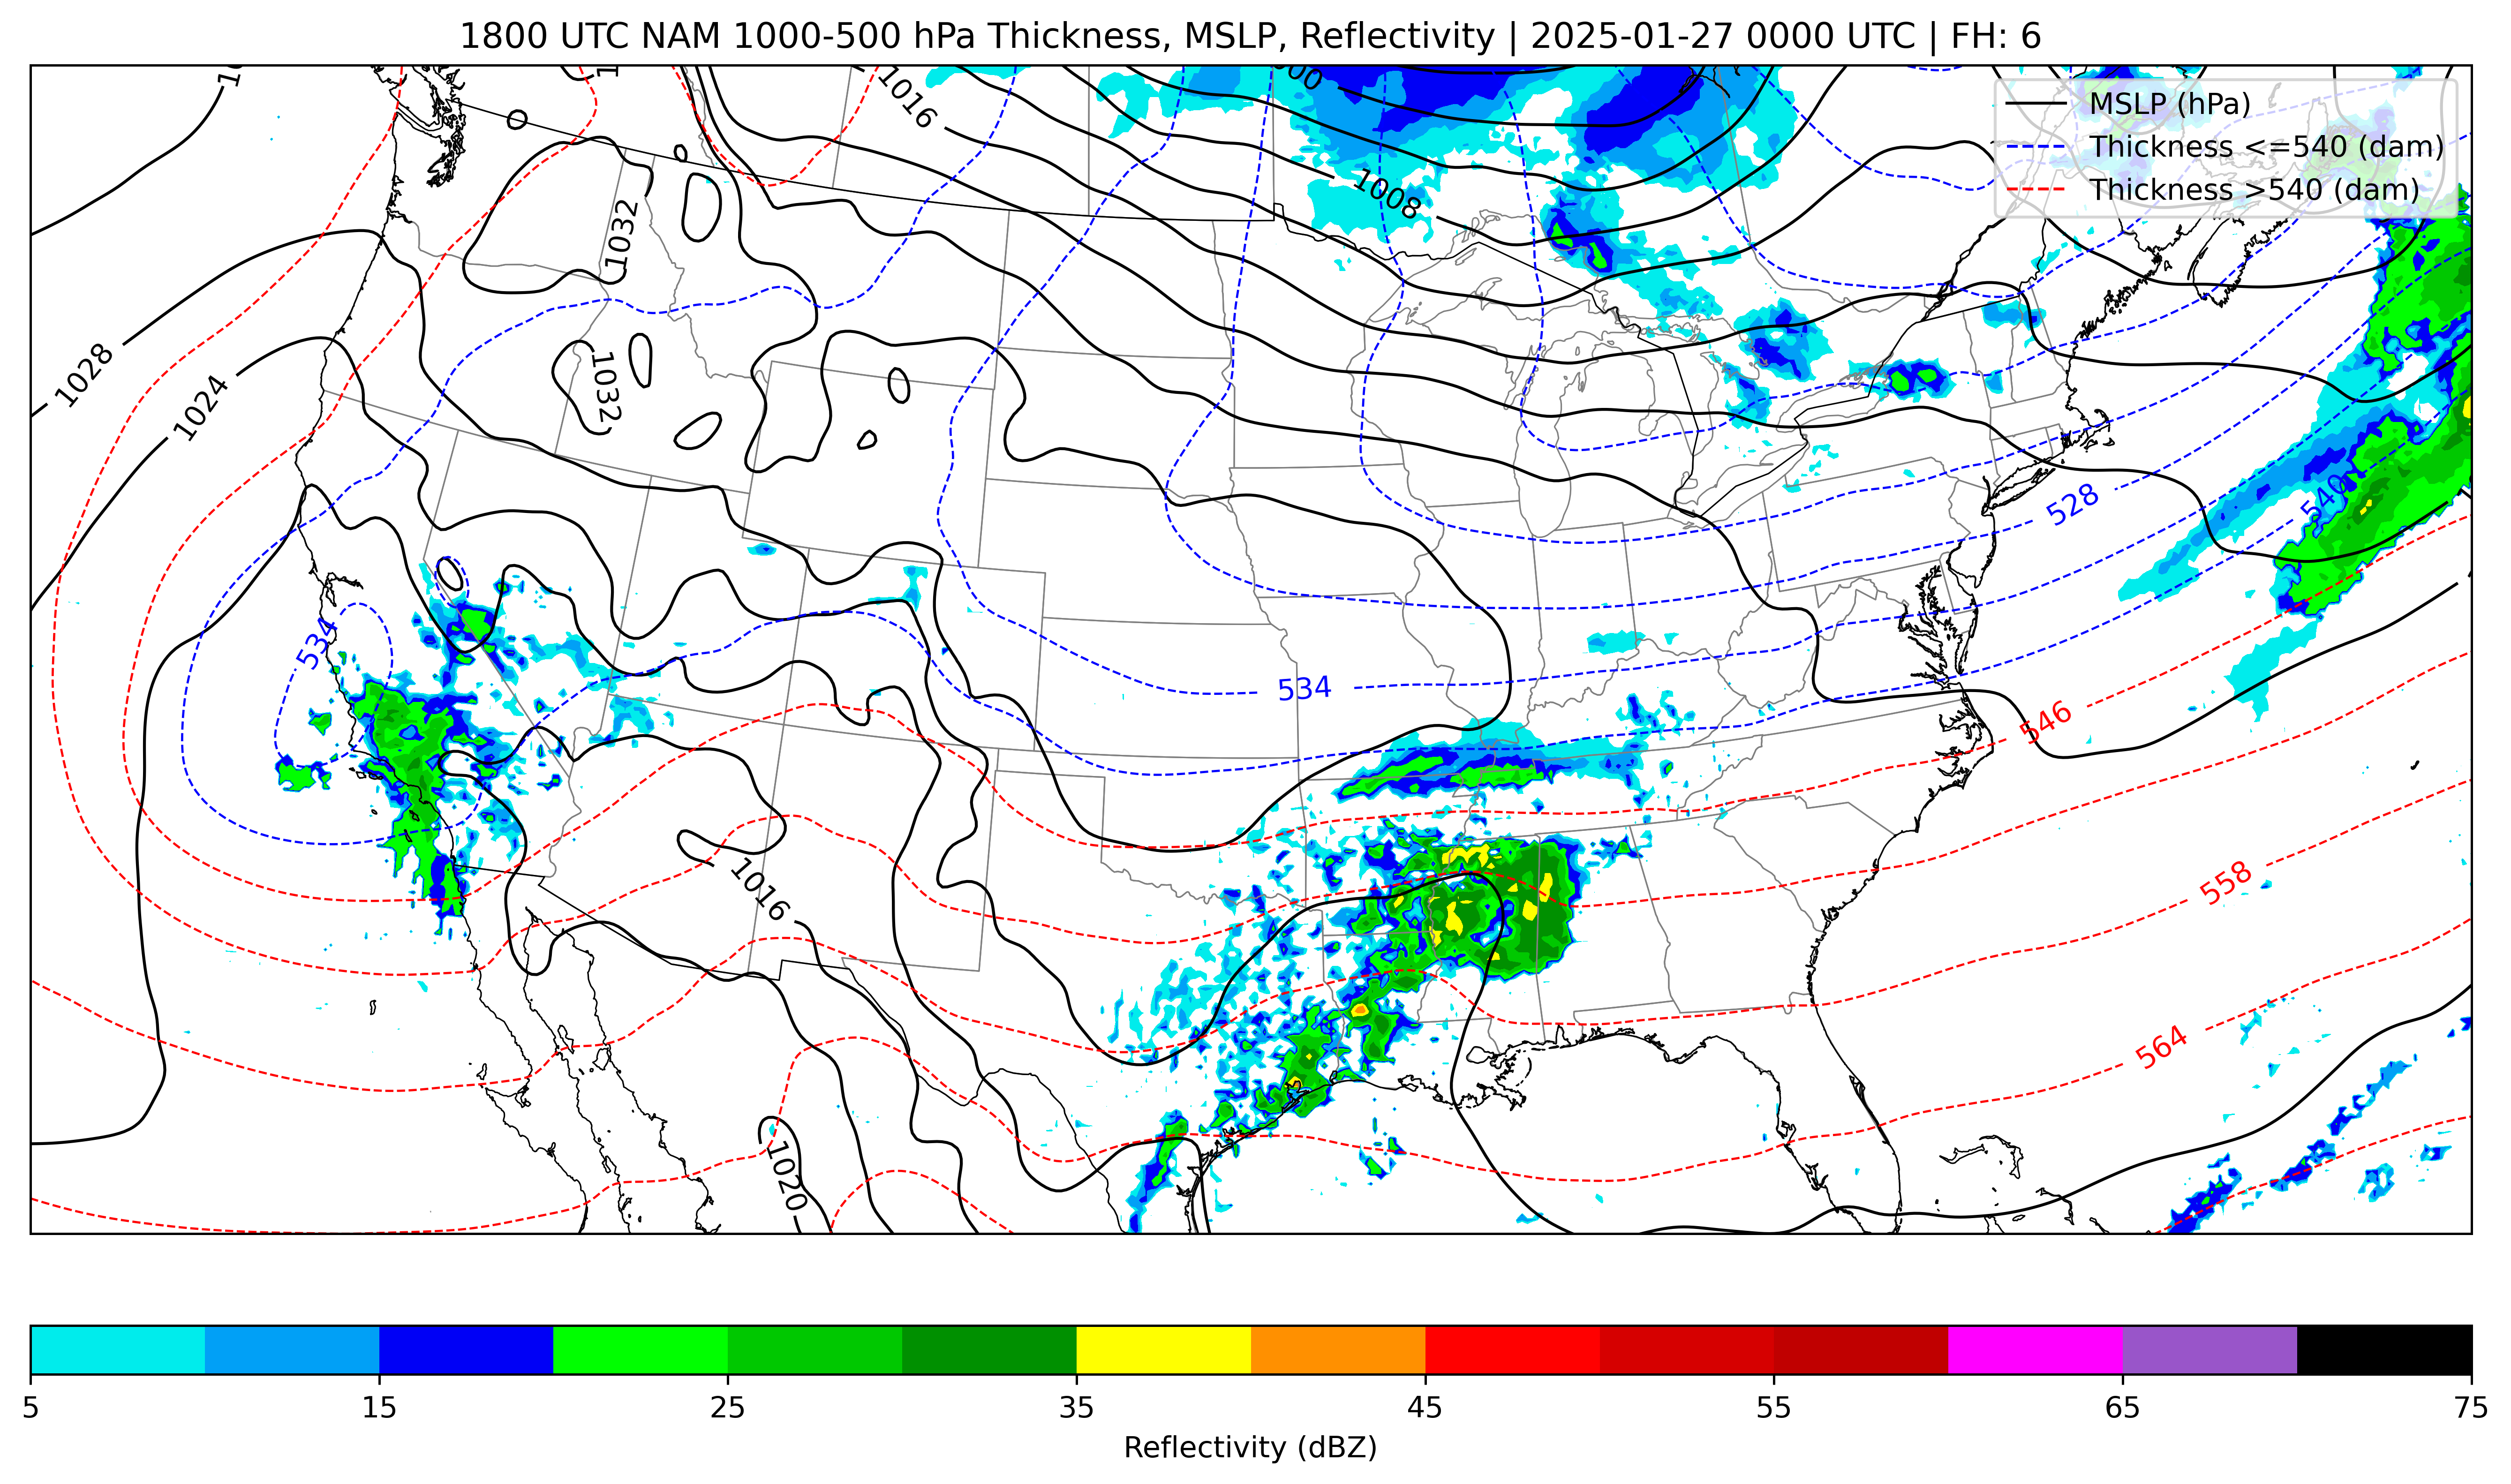 1800 UTC NAM 1000-500 hPa Thickness, MSLP, Reflectivity | 2025-01-27 0000 UTC | FH: 6
MSLP (hPa)
Thickness <=540 (dam)
Thickness >540 (dam)
1016
1008
1032
1028
1024
1032
528
540
534
534
546
1016
558
564
1020
5 15 25 35 45 55 65 75
Reflectivity (dBZ)